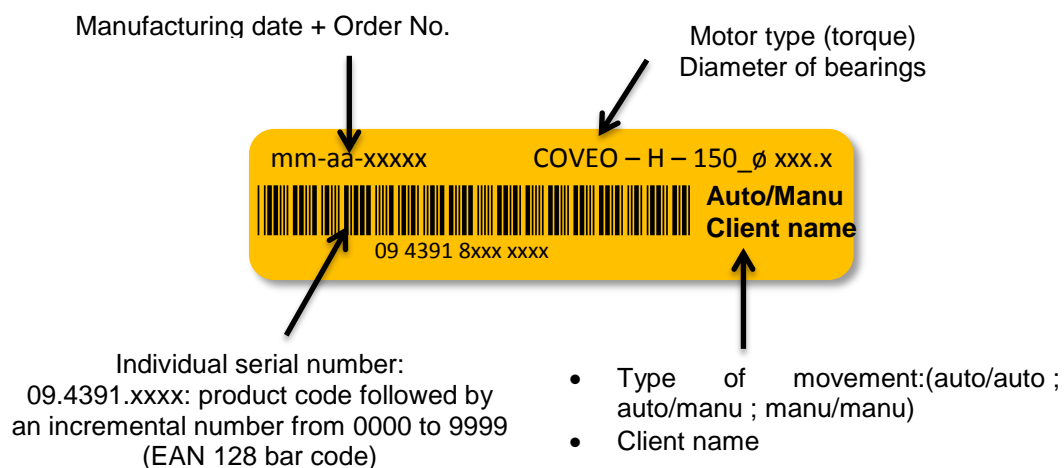 Manufacturing date + Order No.
Motor type (torque)
Diameter of bearings
mm-aa-xxxxx
COVEO – H – 150_ø xxx.x
Auto/Manu
Client name
09 4391 8xxx xxxx
Individual serial number:
09.4391.xxxx: product code followed by
an incremental number from 0000 to 9999
(EAN 128 bar code)
• Type of movement:(auto/auto ;
auto/manu ; manu/manu)
• Client name